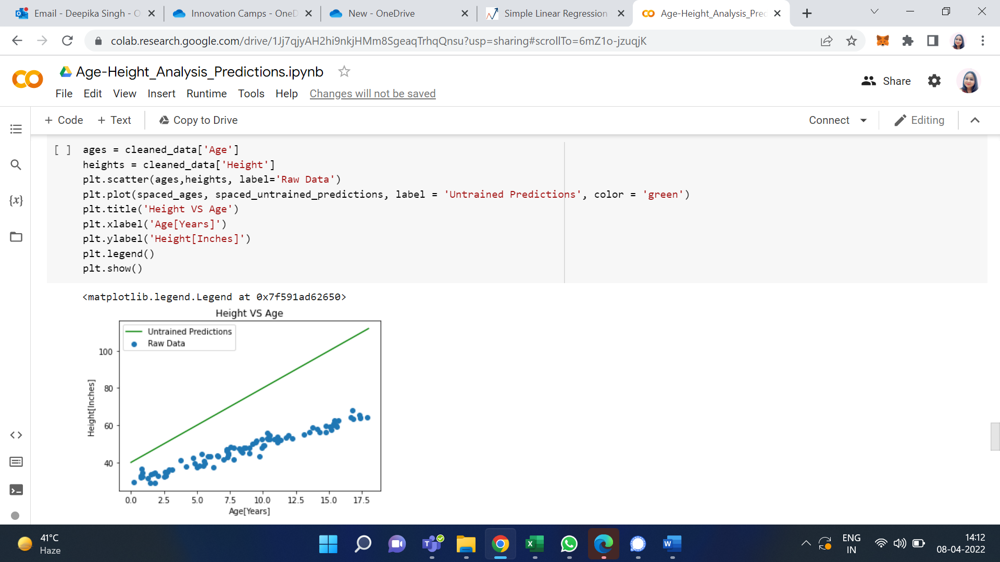 Email - Deepika Singh - O
Innovation Camps - OneD
New - OneDrive
Simple Linear Regression
Age-Height_Analysis_Prec
colab.research.google.com/drive/1Jj7qjyAH2hi9nkjHMm8SgeaqTrhqQnsu?usp=sharing#scrollTo=6mZ1o-jzuqjK
Age-Height_Analysis_Predictions.ipynb
Share
File Edit View Insert Runtime Tools Help Changes will not be saved
+ Code + Text Copy to Drive
Connect
Editing
[ ] ages = cleaned_data['Age']
heights = cleaned_data['Height']
plt.scatter(ages,heights, label='Raw Data')
plt.plot(spaced_ages, spaced_untrained_predictions, label = 'Untrained Predictions', color = 'green')
plt.title('Height VS Age')
plt.xlabel('Age[Years]')
plt.ylabel('Height[Inches]')
plt.legend()
plt.show()
<matplotlib.legend.Legend at 0x7f591ad62650>
Height VS Age
Untrained Predictions
Raw Data
100
80
60
40
Height[Inches]
0.0 2.5 5.0 7.5 10.0 12.5 15.0 17.5
Age[Years]
41°C
Haze
ENG
IN
14:12
08-04-2022